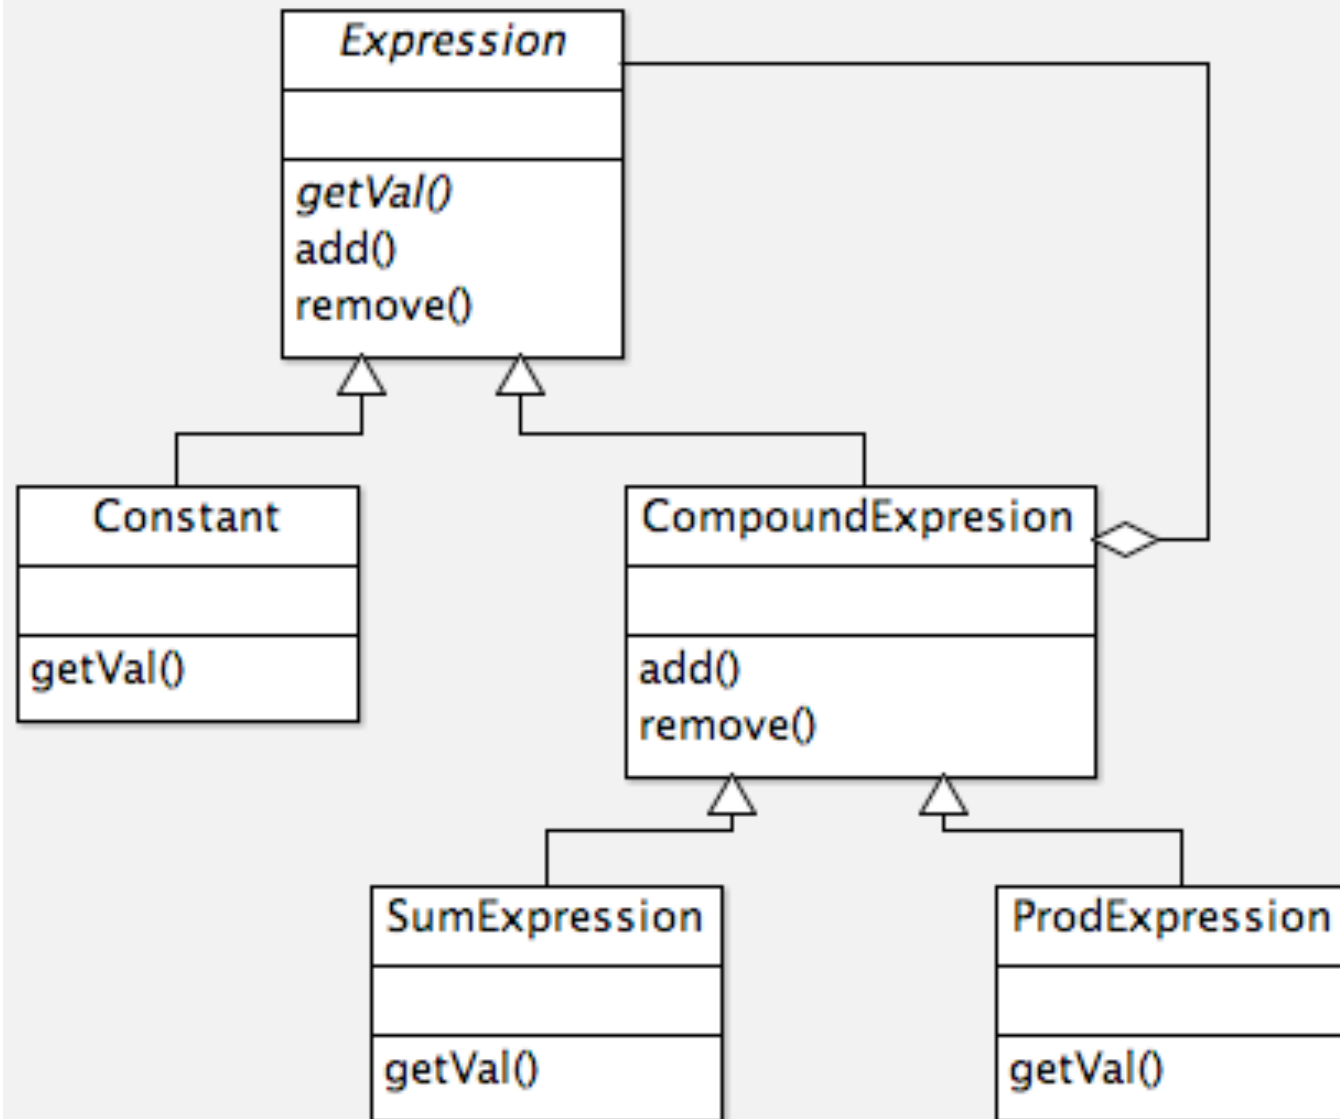 Expression
getVal()
add()
remove()
Constant
getVal()
CompoundExpresion
add()
remove()
SumExpression
getVal()
ProdExpression
getVal()